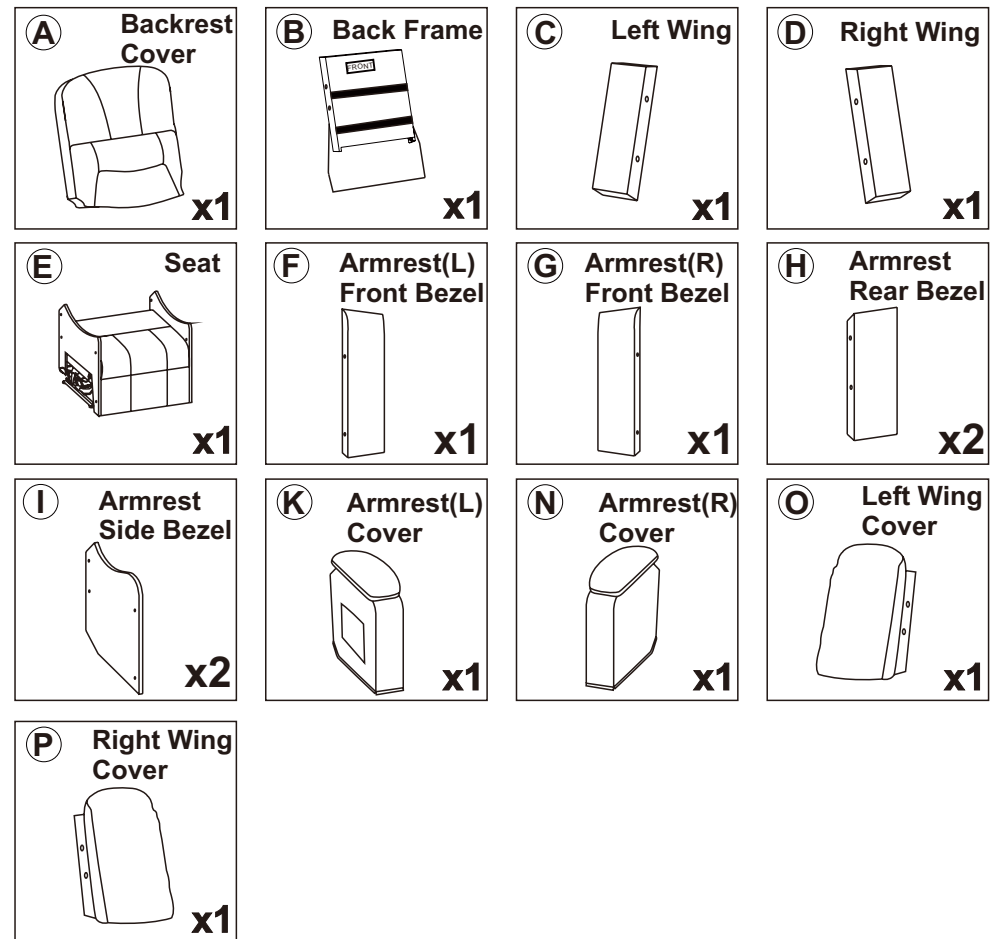 A
Backrest
Cover
x1
B
Back Frame
FRONT
x1
C
Left Wing
x1
D
Right Wing
x1
E
Seat
x1
F
Armrest(L)
Front Bezel
x1
G
Armrest(R)
Front Bezel
x1
H
Armrest
Rear Bezel
x2
I
Armrest
Side Bezel
x2
K
Armrest(L)
Cover
x1
N
Armrest(R)
Cover
x1
O
Left Wing
Cover
x1
P
Right Wing
Cover
x1